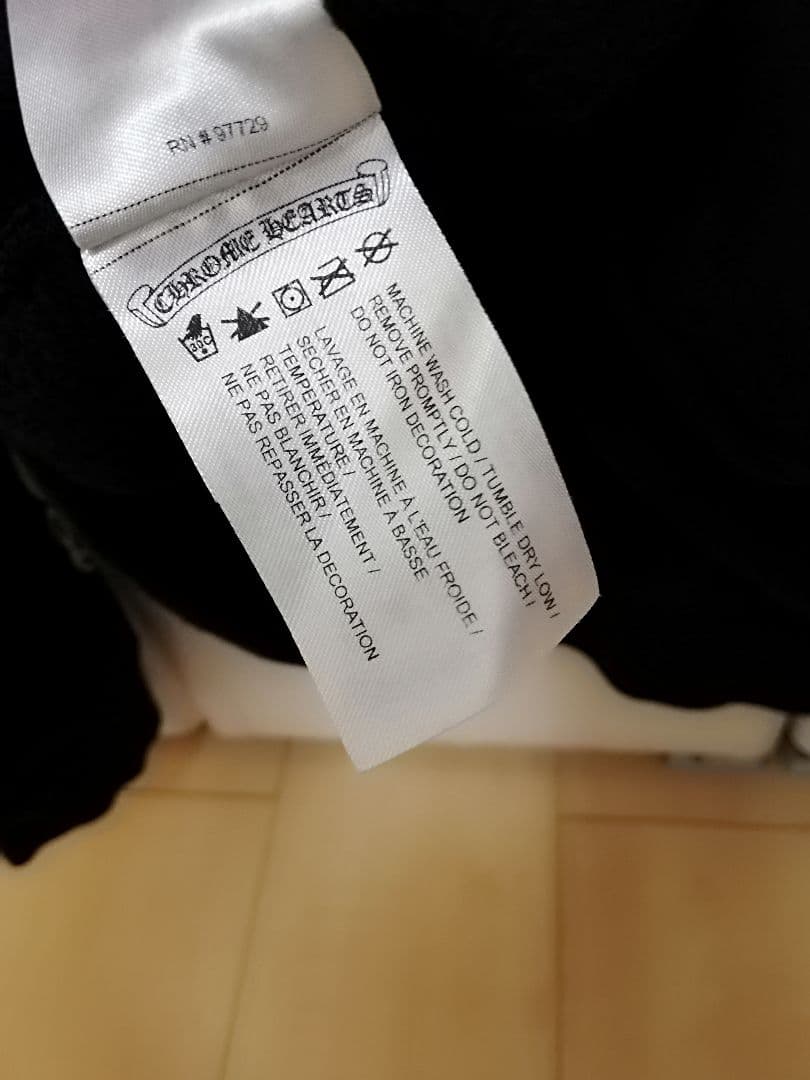 RN # 97729
CHROME HEARTS
30C
MACHINE WASH COLD / TUMBLE DRY LOW /
REMOVE PROMPTLY / DO NOT BLEACH /
DO NOT IRON DECORATION
LAVAGE EN MACHINE À L'EAU FROIDE /
SECHER EN MACHINE A BASSE
TEMPERATURE /
RETIRER IMMÉDIATEMENT /
NE PAS BLANCHIR /
NE PAS REPASSER LA DECORATION